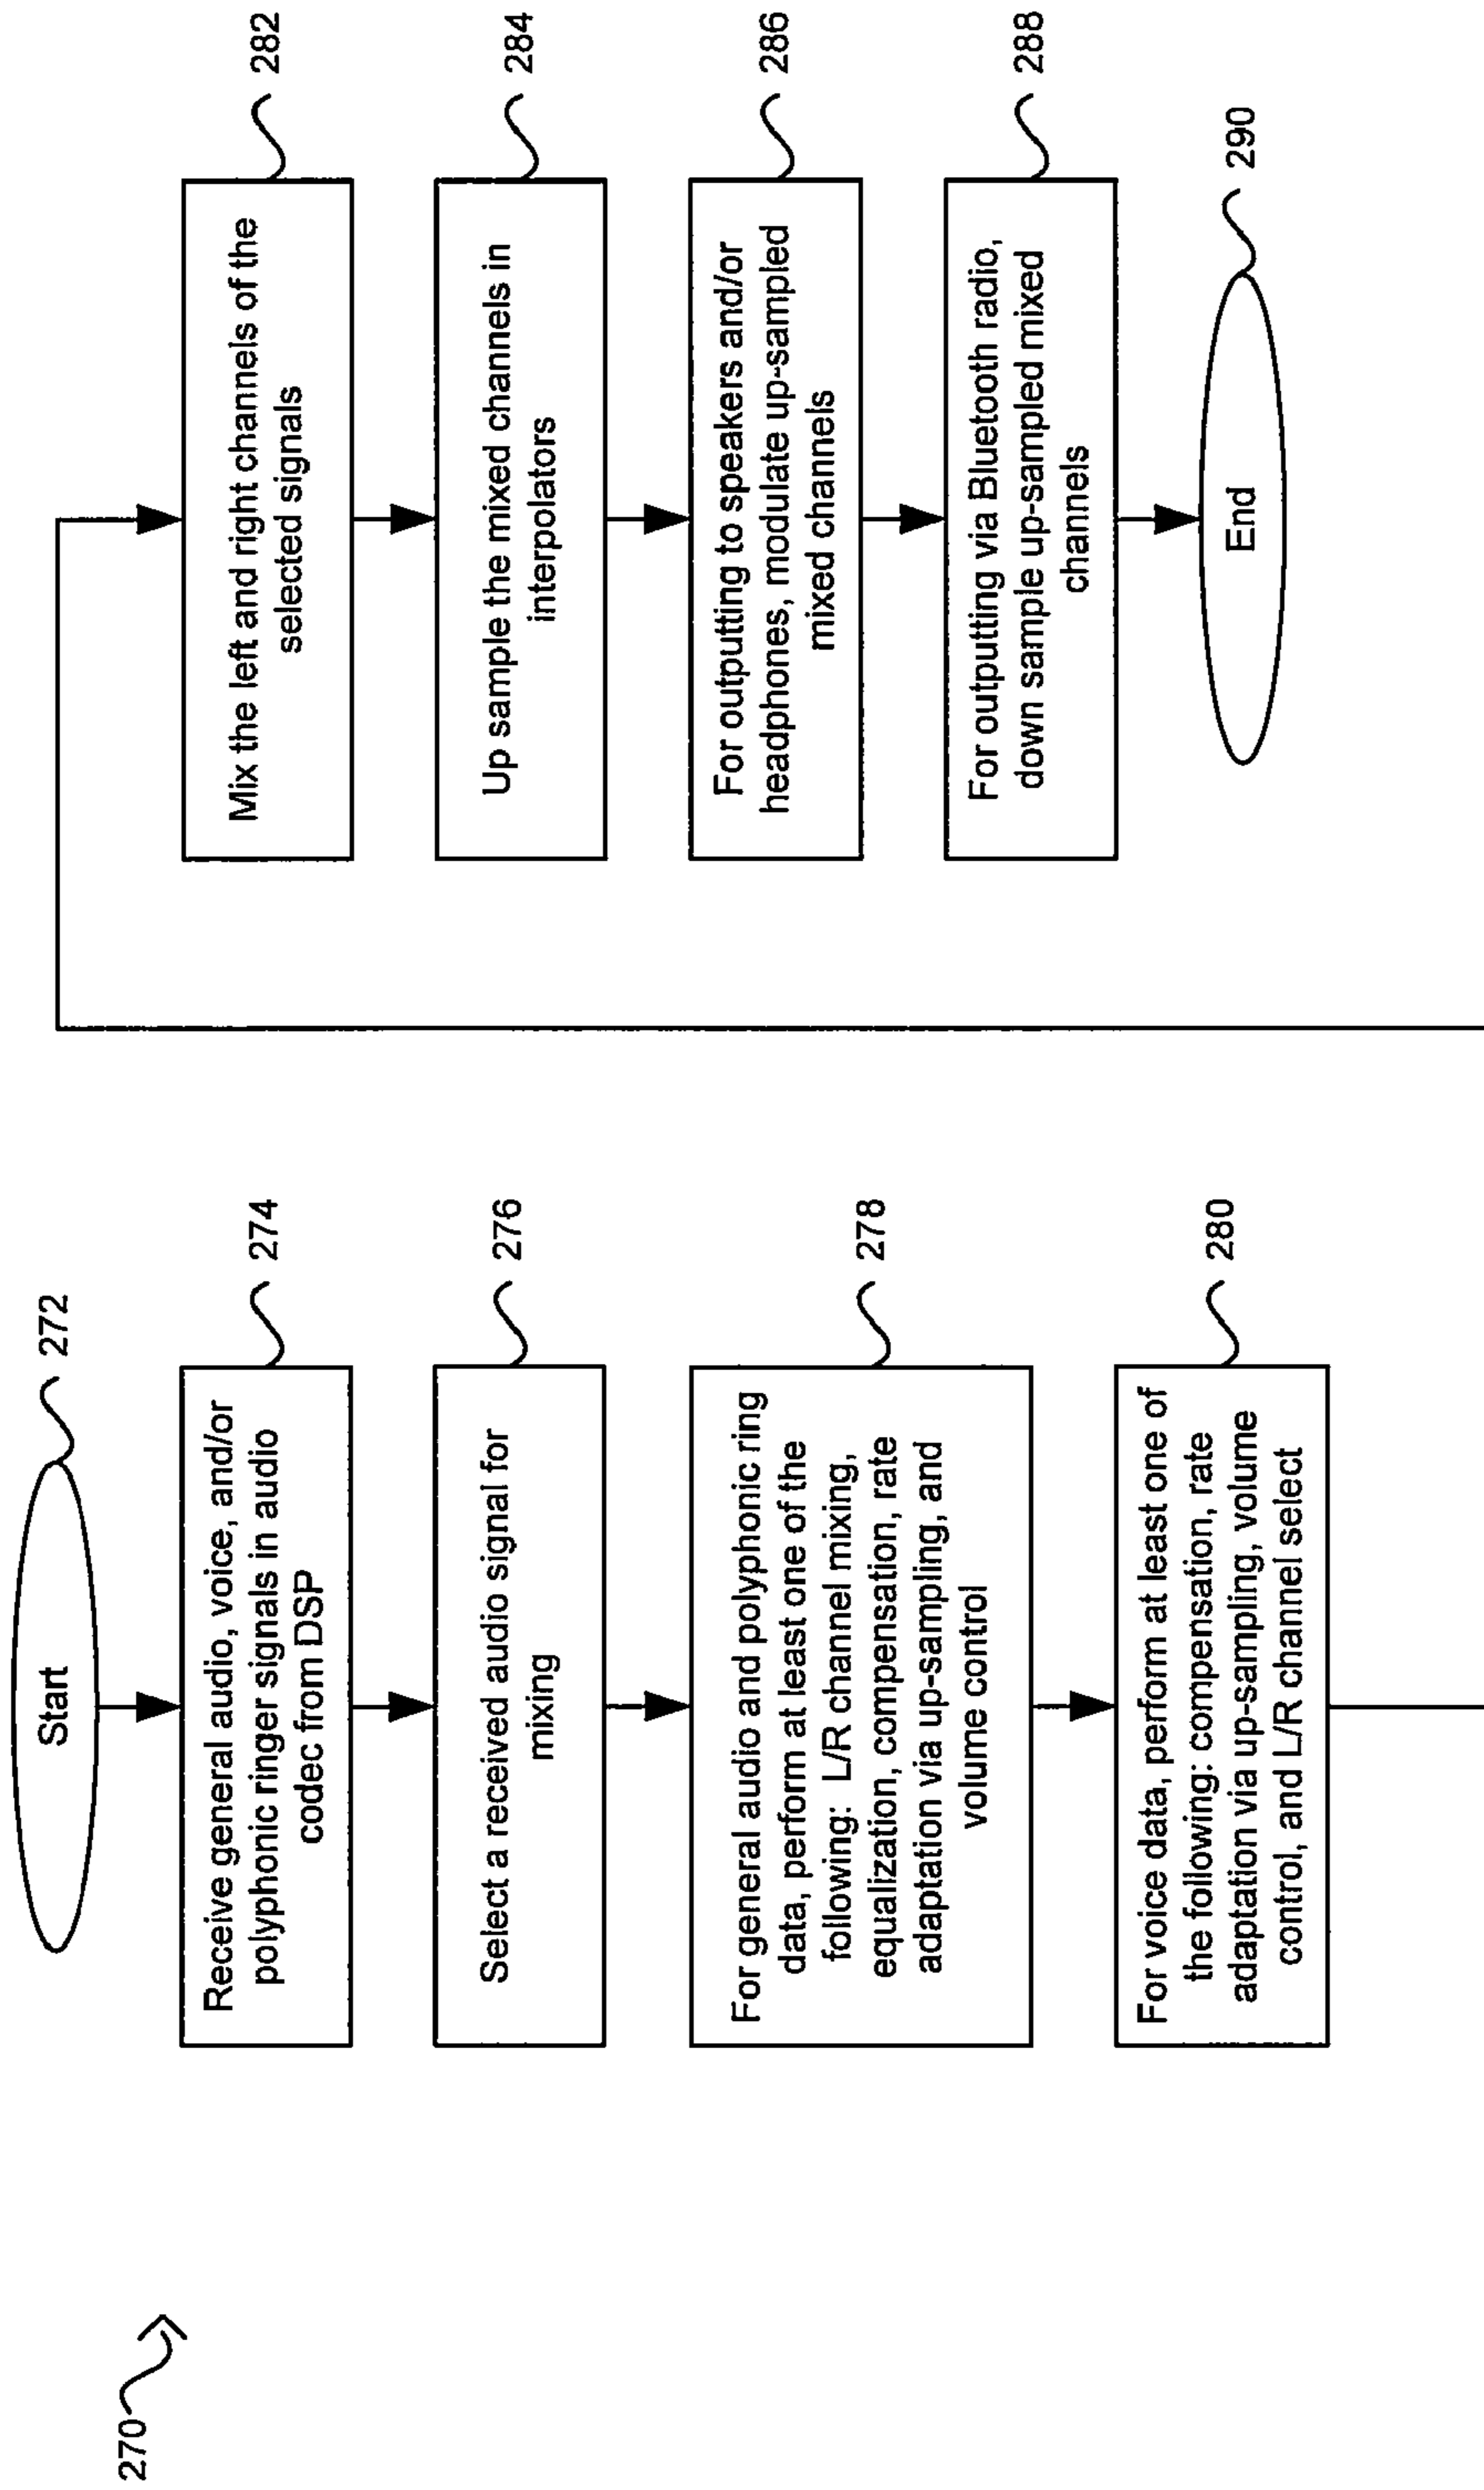 270
Start
272
Receive general audio, voice, and/or
polyphonic ringer signals in audio
codec from DSP
274
Select a received audio signal for
mixing
276
For general audio and polyphonic ring
data, perform at least one of the
following: L/R channel mixing,
equalization, compensation, rate
adaptation via up-sampling, and
volume control
278
For voice data, perform at least one of
the following: compensation, rate
adaptation via up-sampling, volume
control, and L/R channel select
280
Mix the left and right channels of the
selected signals
282
Up sample the mixed channels in
interpolators
284
For outputting to speakers and/or
headphones, modulate up-sampled
mixed channels
286
For outputting via Bluetooth radio,
down sample up-sampled mixed
channels
288
End
290